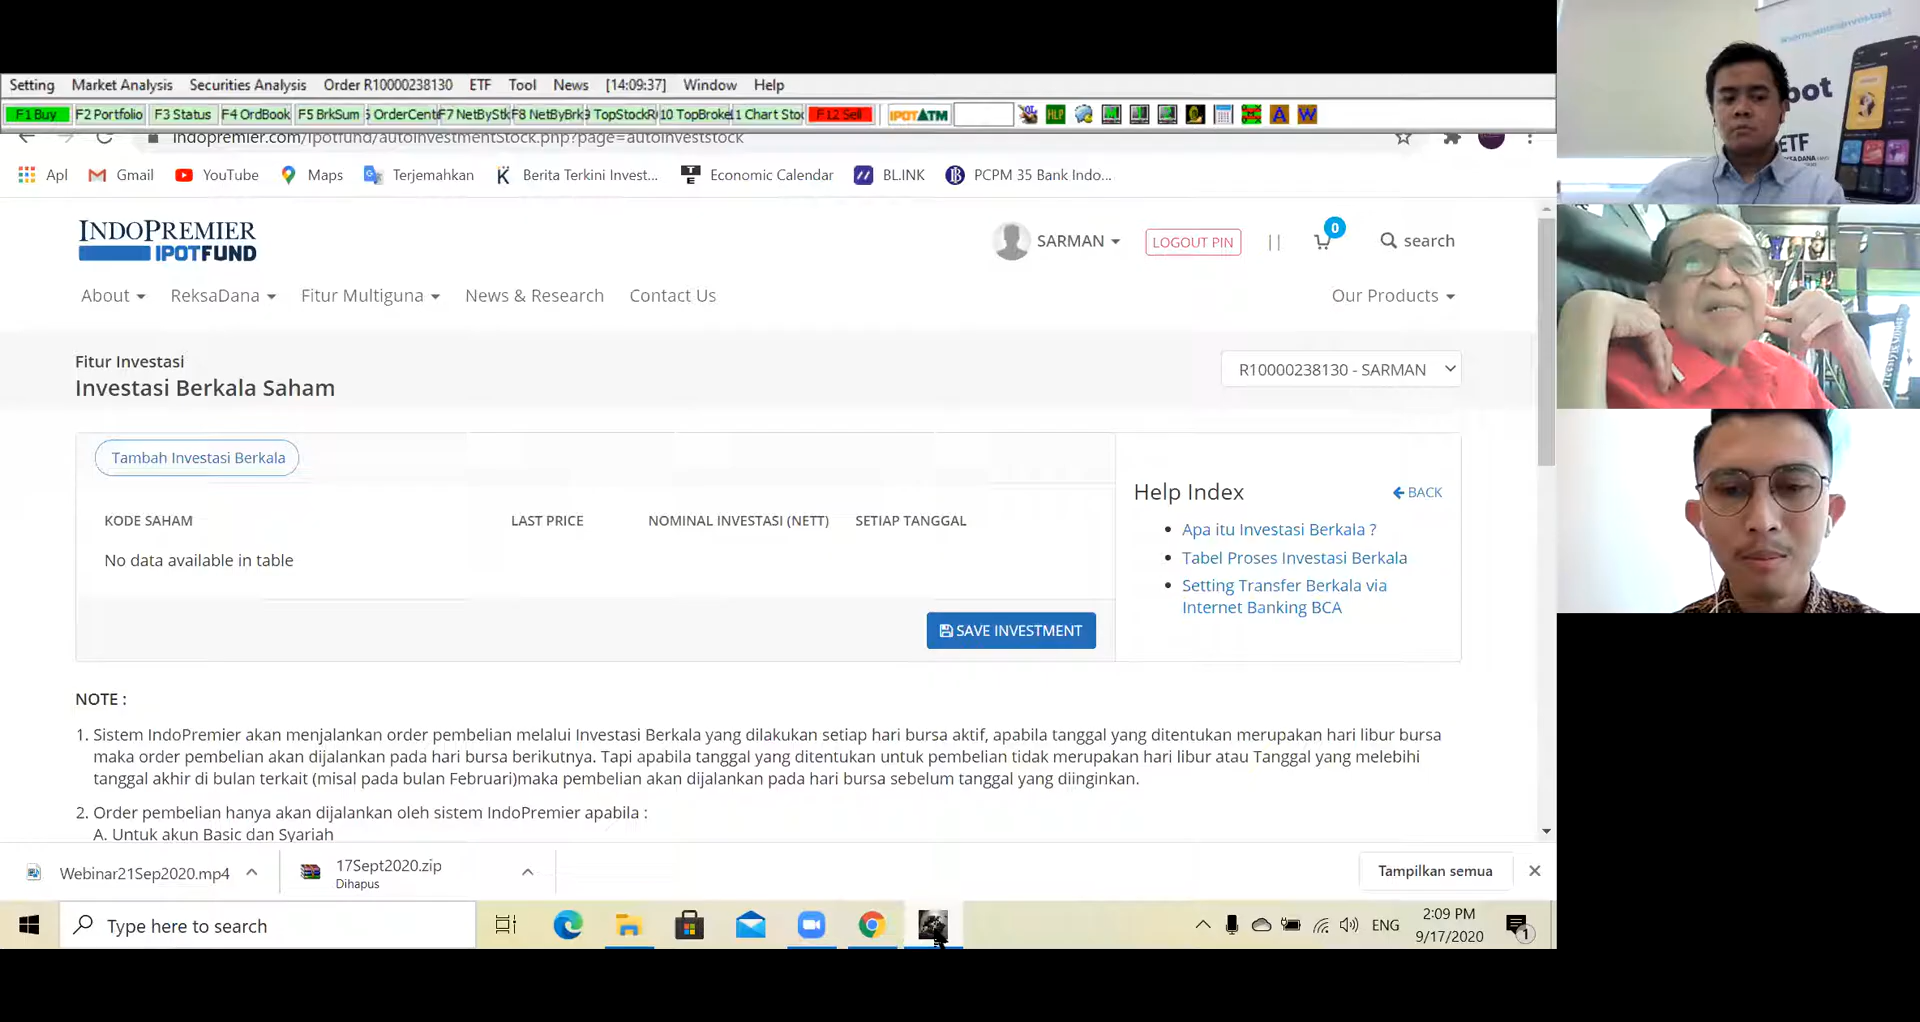 Setting Market Analysis Securities Analysis Order R10000238130 ETF Tool News [14:09:37] Window Help
F1 Buy F2 Portfolio F3 Status F4 OrdBook F5 BrkSum OrderCent F7 NetByStk F8 NetByBrk TopStockR 10 TopBroke 1 Chart Stoc F12 Sell IPOTATM HLP A W
indopremier.com/ipotfund/autoinvestmentStock.php?page=autoinveststock
Apl Gmail YouTube Maps Terjemahkan Berita Terkini Invest... Economic Calendar BL.INK PCPM 35 Bank Indo...
INDOPREMIER
IPOTFUND
SARMAN LOGOUT PIN || 0 search
About ReksaDana Fitur Multiguna News & Research Contact Us Our Products
Fitur Investasi
Investasi Berkala Saham
R10000238130 - SARMAN
Tambah Investasi Berkala
KODE SAHAM LAST PRICE NOMINAL INVESTASI (NETT) SETIAP TANGGAL
No data available in table
SAVE INVESTMENT
Help Index BACK
Apa itu Investasi Berkala ?
Tabel Proses Investasi Berkala
Setting Transfer Berkala via
Internet Banking BCA
NOTE :
1. Sistem IndoPremier akan menjalankan order pembelian melalui Investasi Berkala yang dilakukan setiap hari bursa aktif, apabila tanggal yang ditentukan merupakan hari libur bursa
maka order pembelian akan dijalankan pada hari bursa berikutnya. Tapi apabila tanggal yang ditentukan untuk pembelian tidak merupakan hari libur atau Tanggal yang melebihi
tanggal akhir di bulan terkait (misal pada bulan Februari)maka pembelian akan dijalankan pada hari bursa sebelum tanggal yang diinginkan.
2. Order pembelian hanya akan dijalankan oleh sistem IndoPremier apabila :
A. Untuk akun Basic dan Syariah
Webinar21Sep2020.mp4
17Sept2020.zip
Dihapus
Tampilkan semua
Type here to search
ENG
2:09 PM
9/17/2020
1
pot
ETF